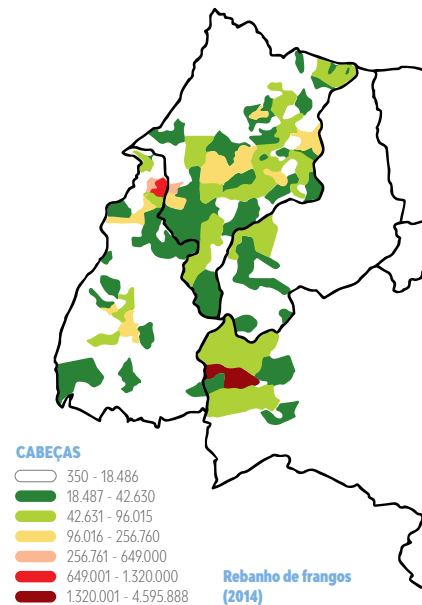 CABEÇAS
350 - 18.486
18.487 - 42.630
42.631 - 96.015
96.016 - 256.760
256.761 - 649.000
649.001 - 1.320.000
1.320.001 - 4.595.888
Rebanho de frangos
(2014)